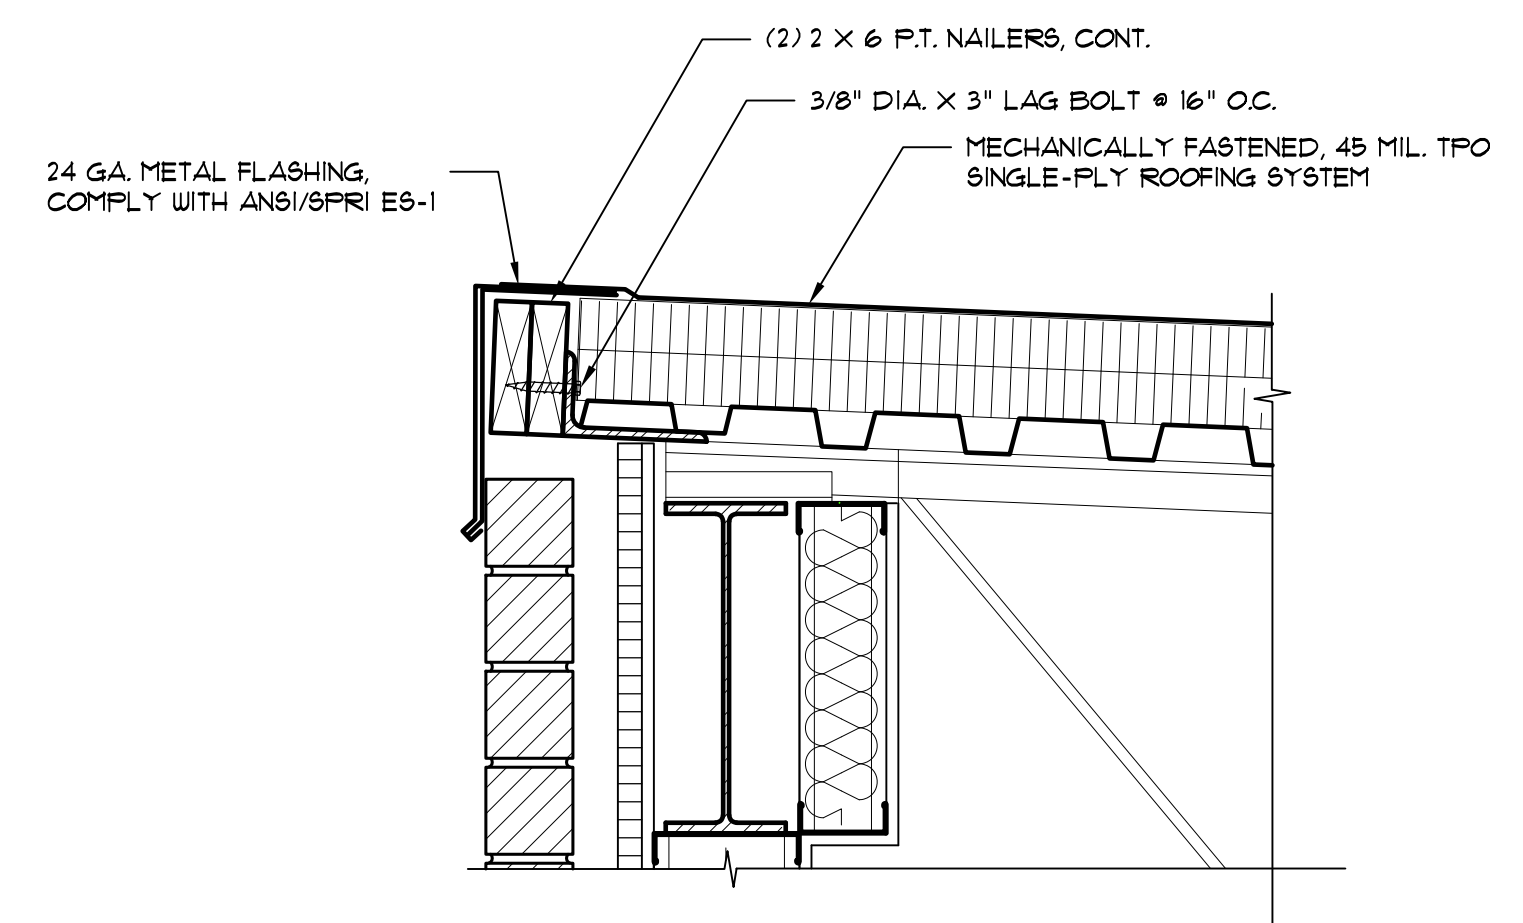 (2) 2 X 6 P.T. NAILERS, CONT.
3/8" DIA. X 3" LAG BOLT @ 16" O.C.
MECHANICALLY FASTENED, 45 MIL. TPO
SINGLE-PLY ROOFING SYSTEM
24 GA. METAL FLASHING,
COMPLY WITH ANSI/SPRI ES-1